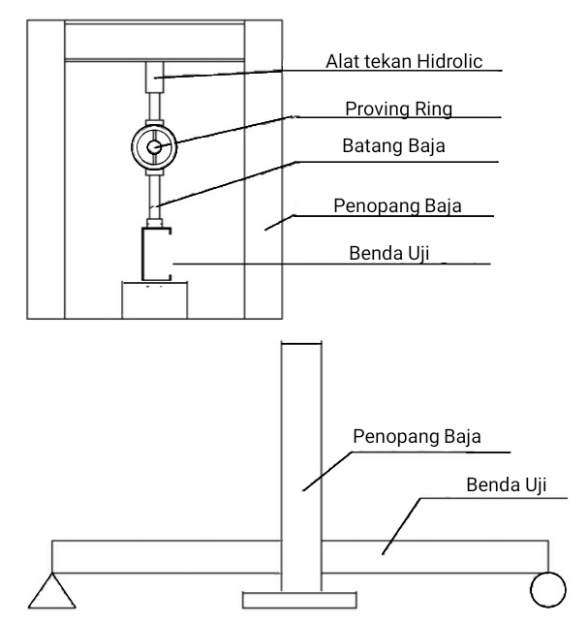 Alat tekan Hidrolic
Proving Ring
Batang Baja
Penopang Baja
Benda Uji
Penopang Baja
Benda Uji